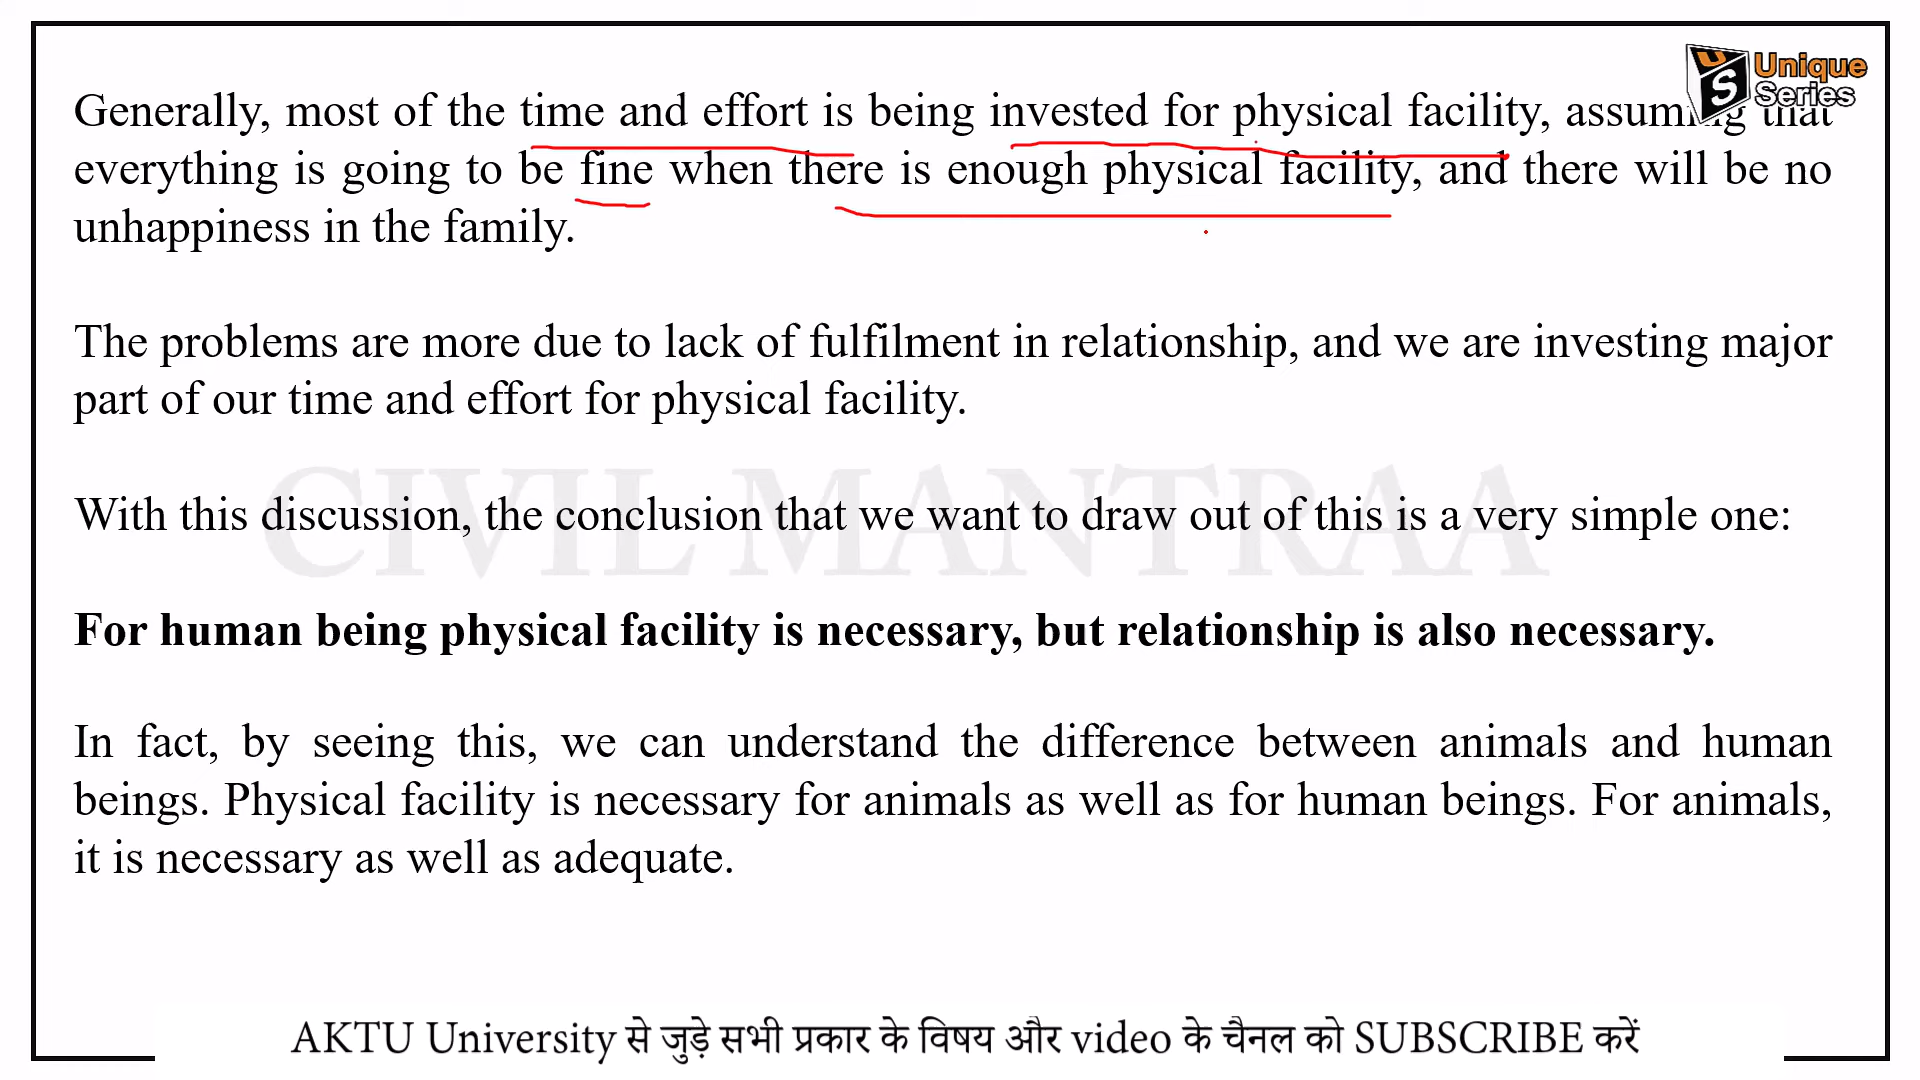 Unique
Series
Generally, most of the time and effort is being invested for physical facility, assuming that
everything is going to be fine when there is enough physical facility, and there will be no
unhappiness in the family.
The problems are more due to lack of fulfilment in relationship, and we are investing major
part of our time and effort for physical facility.
CIVIL MANTRAA
With this discussion, the conclusion that we want to draw out of this is a very simple one:
For human being physical facility is necessary, but relationship is also necessary.
In fact, by seeing this, we can understand the difference between animals and human
beings. Physical facility is necessary for animals as well as for human beings. For animals,
it is necessary as well as adequate.
AKTU University से जुड़े सभी प्रकार के विषय और video के चैनल को SUBSCRIBE करें